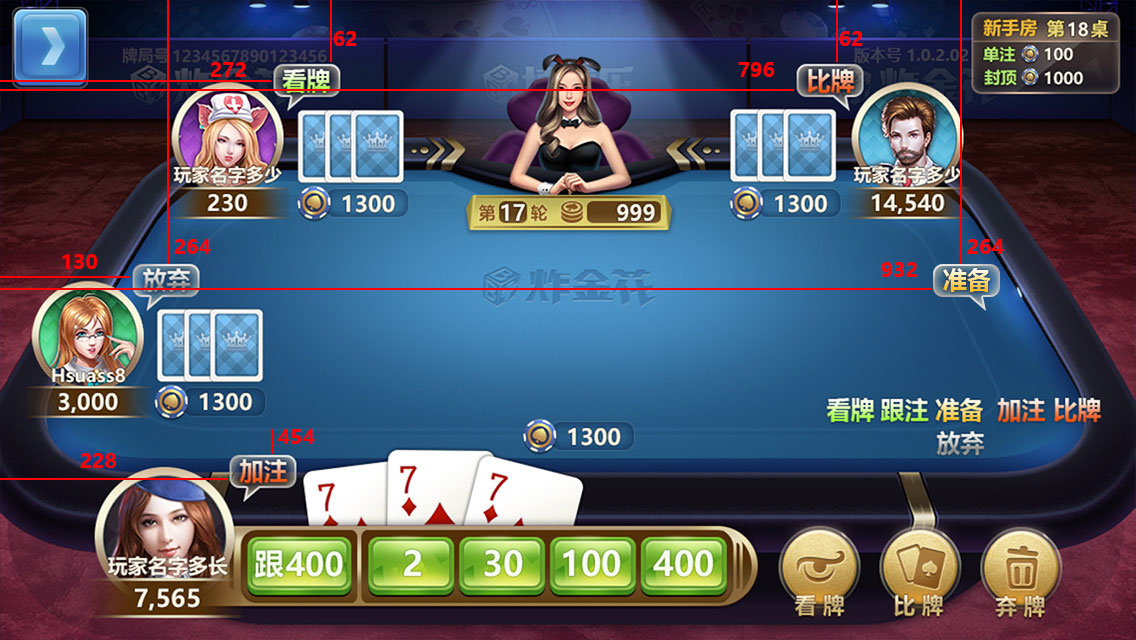 牌局号 1234567890123456
62
62
版本号 1.0.2.02
新手房 第18桌
单注 100
封顶 1000
272
看牌
796
比牌
玩家名字多少
230
1300
第17轮 999
1300
玩家名字多少
14,540
264
264
130
放弃
932
准备
炸金花
Hsuass8
3,000
1300
看牌 跟注 准备 加注 比牌
放弃
1300
454
228
加注
7
7
7
玩家名字多长
7,565
跟400
2
30
100
400
看牌
比牌
弃牌